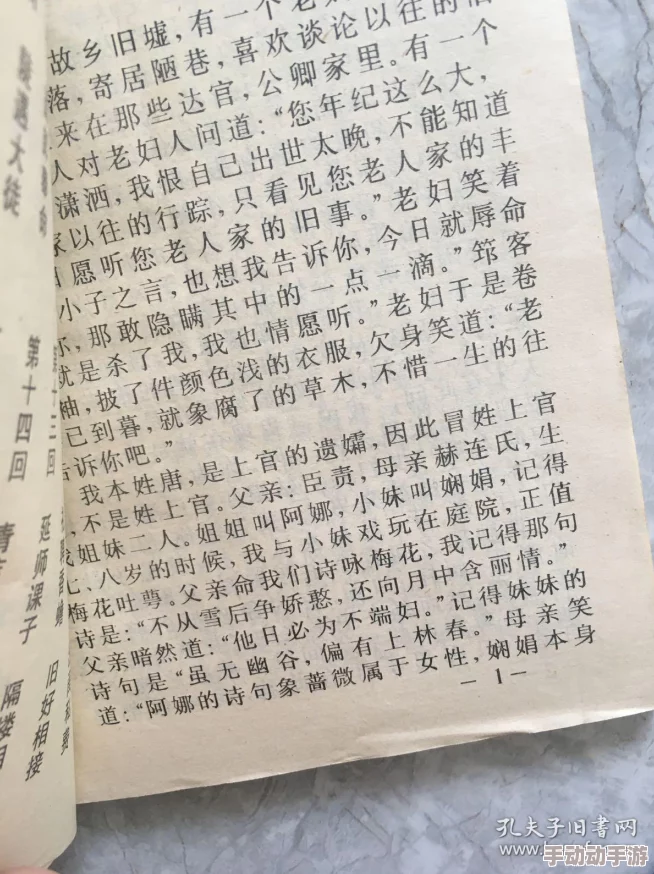 故乡旧墟,有一个老妇
落,寄居陋巷,喜欢谈论以往的旧
来在那些达官,公卿家里。有一个
人对老妇人问道:“您年纪这么大,
潇洒,我恨自己出世太晚,不能知道
家以往的行踪,只看见您老人家的丰
愿听您老人家的旧事。”老妇笑着
小子之言,也想我告诉你,今日就辱命
尔,那敢隐瞒其中的一点一滴。”筇客
就是杀了我,我也情愿听。”老妇于是卷
袖,披了件颜色浅的衣服,欠身笑道:“老
已到暮,就象腐了的草木,不惜一生的往
告诉你吧。”
我本姓唐,是上官的遗孀,因此冒姓上官
,不是姓上官。父亲:臣责,母亲赫连氏,生
姐妹二人。姐姐叫阿娜,小妹叫娴娟,记得
七、八岁的时候,我与小妹戏玩在庭院,正值
梅花吐萼。父亲命我们诗咏梅花,我记得那句
诗是:“不从雪后争娇憨,还向月中含丽情。”
父亲暗然道:“他日必为不端妇。”记得妹妹的
诗句是“虽无幽谷,偏有上林春。”母亲笑
道:“阿娜的诗句象蔷薇属于女性,娴娟本身
— 1 —
第十四回
延师课子 旧好相接
隔楼相
孔夫子旧书网
手动动手游